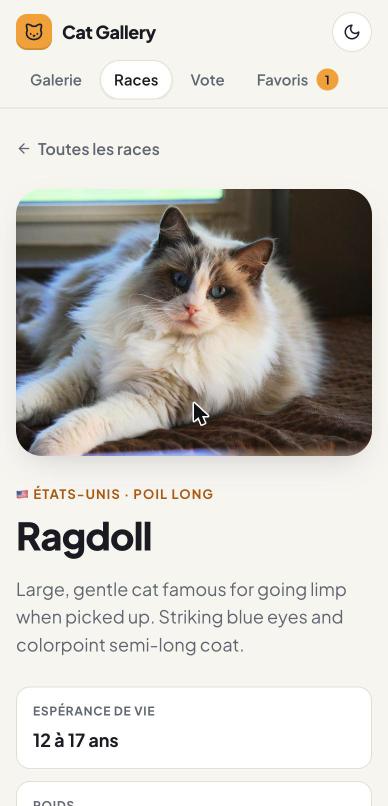 Cat Gallery
Galerie Races Vote Favoris 1
← Toutes les races
🇺🇸 ÉTATS-UNIS · POIL LONG
Ragdoll
Large, gentle cat famous for going limp
when picked up. Striking blue eyes and
colorpoint semi-long coat.
ESPÉRANCE DE VIE
12 à 17 ans
POIDS